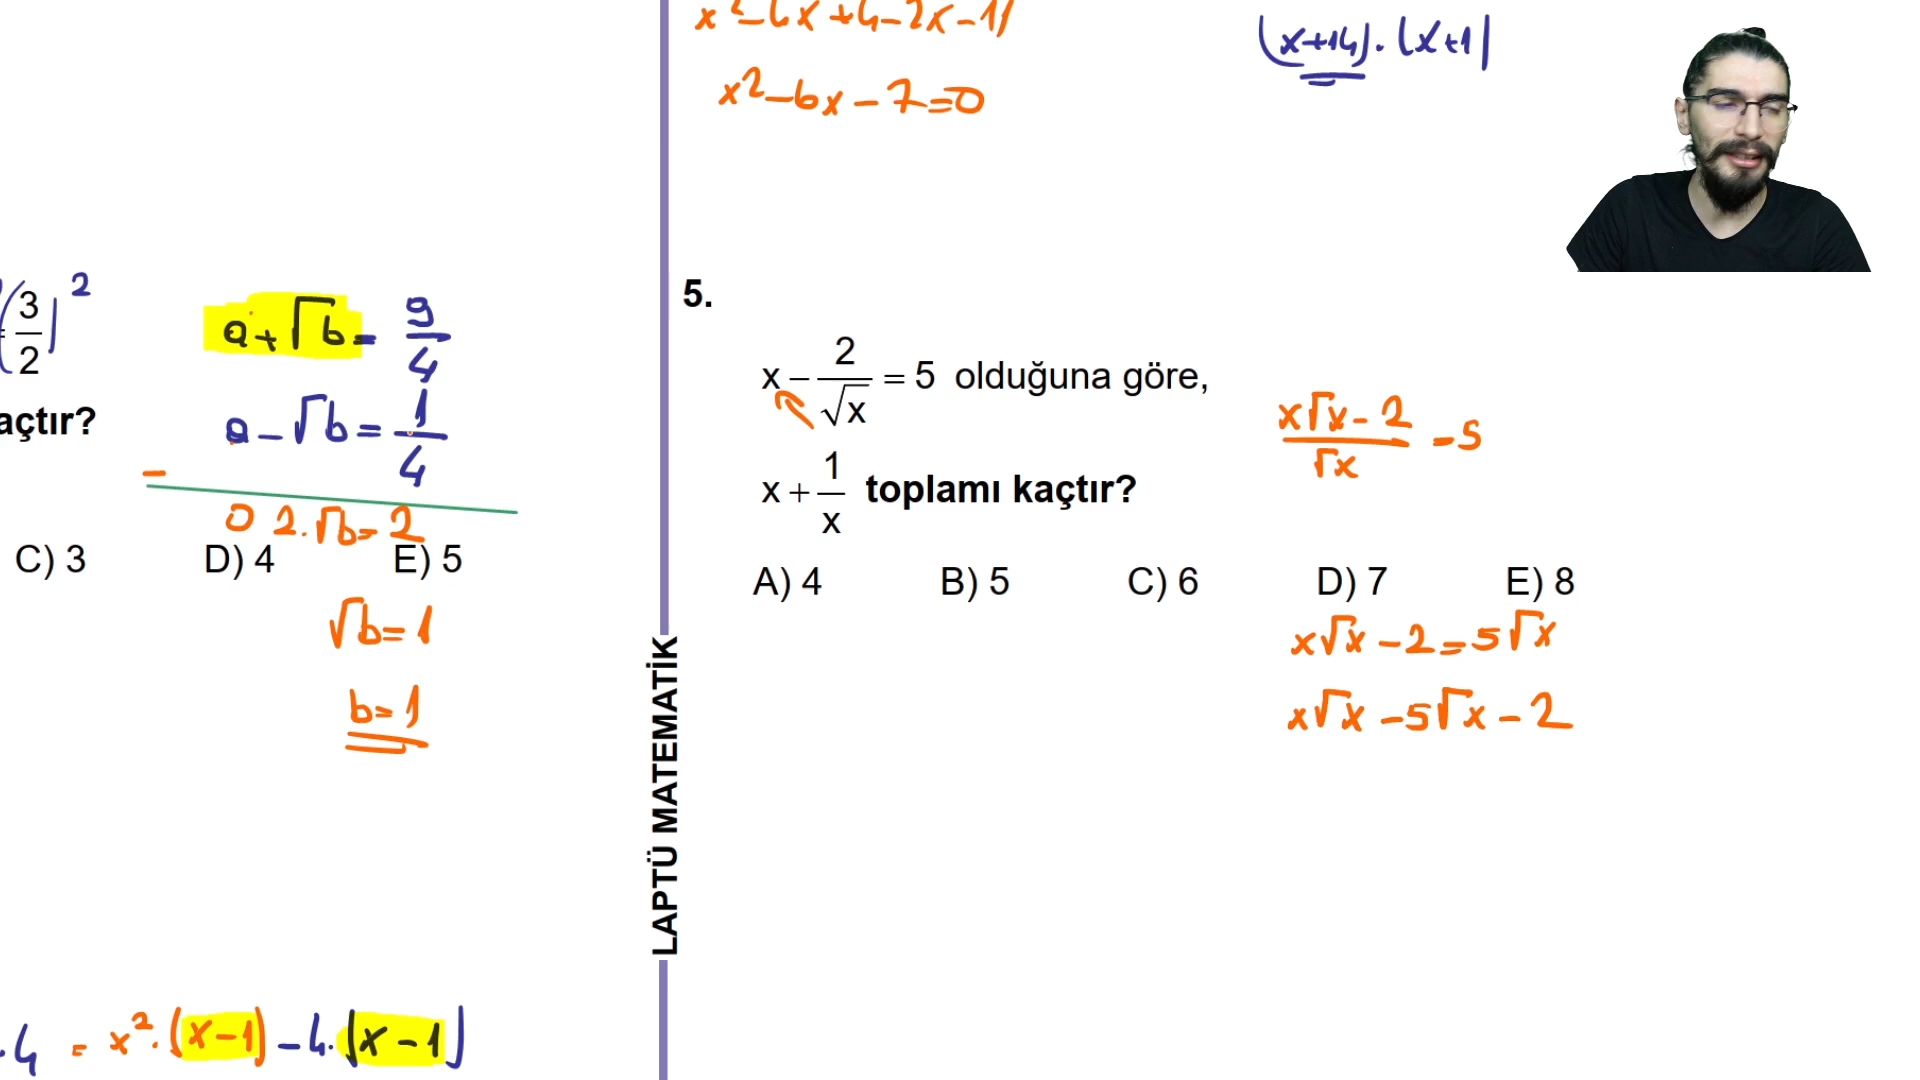 x² - 6x + 4 - 2x - 11
x² - 6x - 7 = 0
(x+14).(x+1)
(3/2)²
açtır?
a + √b = 9/4
a - √b = 1/4
-
0 2.√b = 2
C) 3 D) 4 E) 5
√b = 1
b = 1
.4 = x².(x-1) - 4.(x-1)
LAPTÜ MATEMATİK
5.
x - 2/√x = 5 olduğuna göre,
x + 1/x toplamı kaçtır?
A) 4 B) 5 C) 6 D) 7 E) 8
(x√x - 2)/√x = 5
x√x - 2 = 5√x
x√x - 5√x - 2